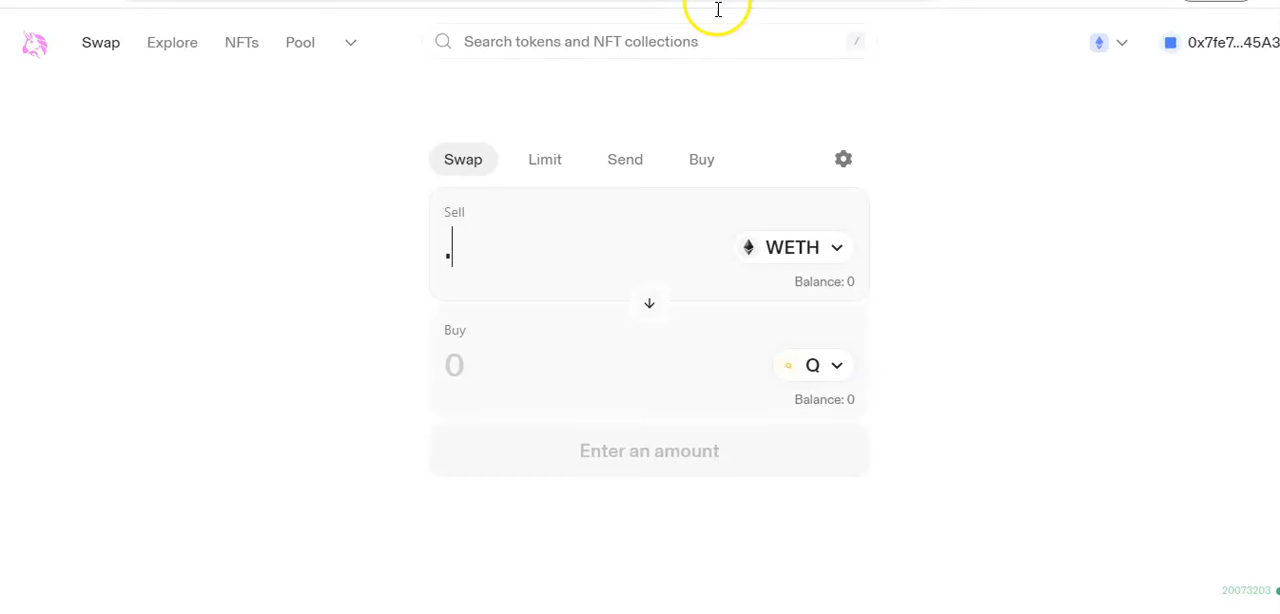 Swap Explore NFTs Pool Search tokens and NFT collections / 0x7fe7...45A3
Swap Limit Send Buy
Sell
. WETH
Balance: 0
Buy
0 Q
Balance: 0
Enter an amount
20073203